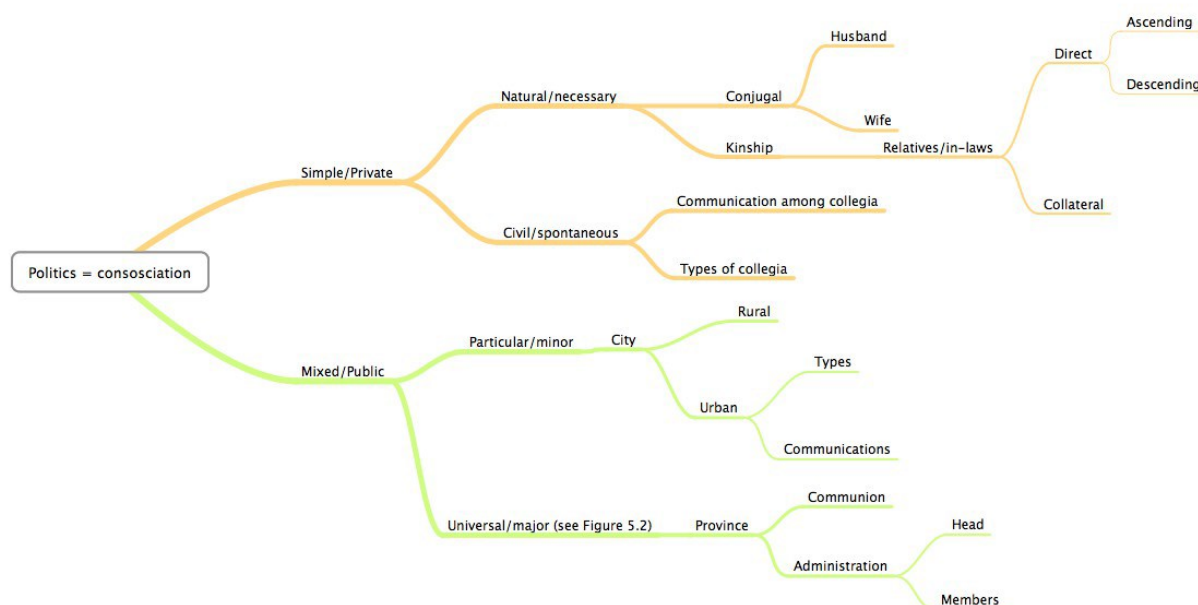 Politics = consosciation
Simple/Private
Natural/necessary
Conjugal
Husband
Wife
Kinship
Relatives/in-laws
Direct
Ascending
Descending
Collateral
Civil/spontaneous
Communication among collegia
Types of collegia
Mixed/Public
Particular/minor
City
Rural
Urban
Types
Communications
Universal/major (see Figure 5.2)
Province
Communion
Administration
Head
Members